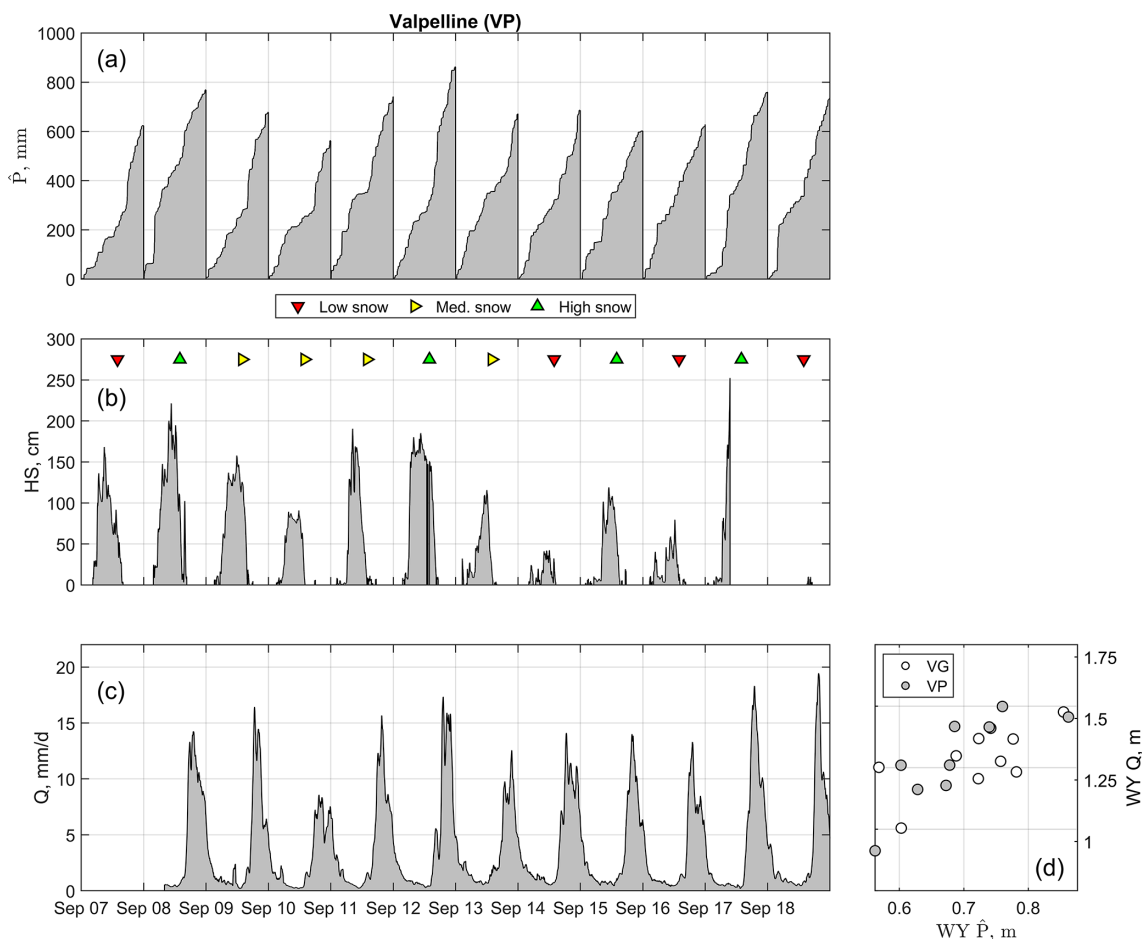 Valpelline (VP)
1000
800
600
400
200
0
P̂, mm
(a)
Low snow
Med. snow
High snow
300
250
200
150
100
50
0
HS, cm
(b)
20
15
10
5
0
Q, mm/d
(c)
Sep 07 Sep 08 Sep 09 Sep 10 Sep 11 Sep 12 Sep 13 Sep 14 Sep 15 Sep 16 Sep 17 Sep 18
VG
VP
1.75
1.5
1.25
1
WY Q, m
(d)
0.6 0.7 0.8
WY P̂, m